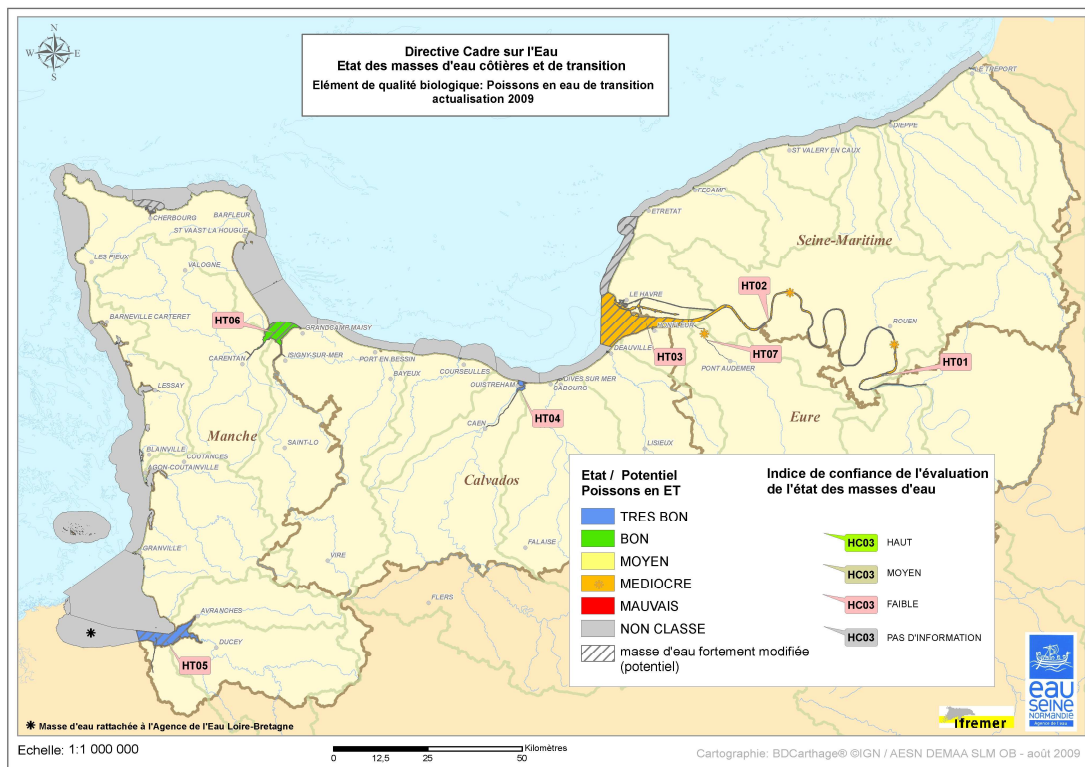 Directive Cadre sur l'Eau
Etat des masses d'eau côtières et de transition
Elément de qualité biologique: Poissons en eau de transition
actualisation 2009
N
W E
S
LE TREPORT
DIEPPE
ST VALERY EN CAUX
FECAMP
ETRETAT
Seine-Maritime
CHERBOURG
BARFLEUR
ST VAAST LA HOUGUE
LES PIEUX
VALOGNE
HT02
LE HAVRE
BARNEVILLE CARTERET
HT06
GRANDCAMP MAISY
ROUEN
HONFLEUR
CARENTAN
ISIGNY-SUR-MER
PORT EN BESSIN
DEAUVILLE
HT03
HT07
PONT AUDEMER
HT01
BAYEUX
COURSEULLES
OUISTREHAM
DIVES SUR MER
CABOURG
LESSAY
HT04
Eure
CAEN
Manche
SAINT-LO
LISIEUX
BLAINVILLE
COUTANCES
AGON-COUTAINVILLE
Calvados
GRANVILLE
VIRE
FALAISE
FLERS
AVRANCHES
DUCEY
HT05
Etat / Potentiel
Poissons en ET
TRES BON
BON
MOYEN
MEDIOCRE
MAUVAIS
NON CLASSE
masse d'eau fortement modifiée
(potentiel)
Indice de confiance de l'évaluation
de l'état des masses d'eau
HC03 HAUT
HC03 MOYEN
HC03 FAIBLE
HC03 PAS D'INFORMATION
Ifremer
eau
SEINE
NORMANDIE
Agence de l'eau
* Masse d'eau rattachée à l'Agence de l'Eau Loire-Bretagne
Echelle: 1:1 000 000
Kilomètres
0 12,5 25 50
Cartographie: BDCarthage® ©IGN / AESN DEMAA SLM OB - août 2009